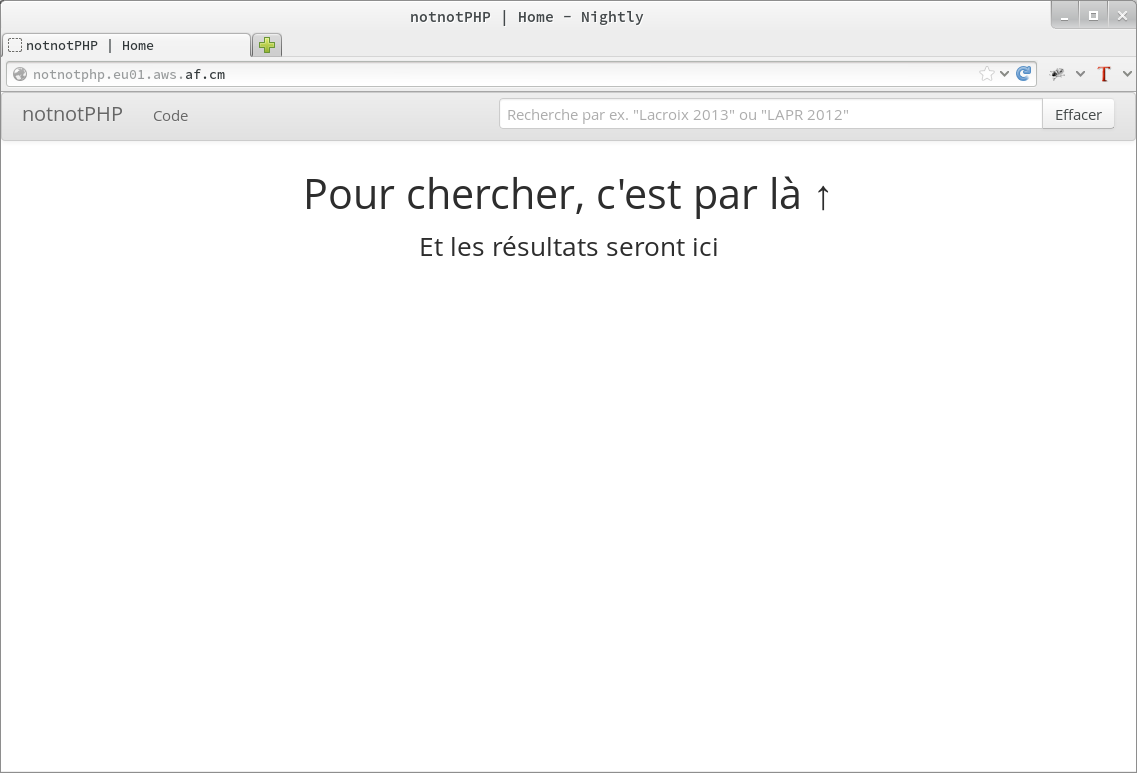 notnotPHP | Home - Nightly
notnotPHP | Home
notnotphp.eu01.aws.af.cm
T
notnotPHP Code Recherche par ex. "Lacroix 2013" ou "LAPR 2012" Effacer
Pour chercher, c'est par là ↑
Et les résultats seront ici